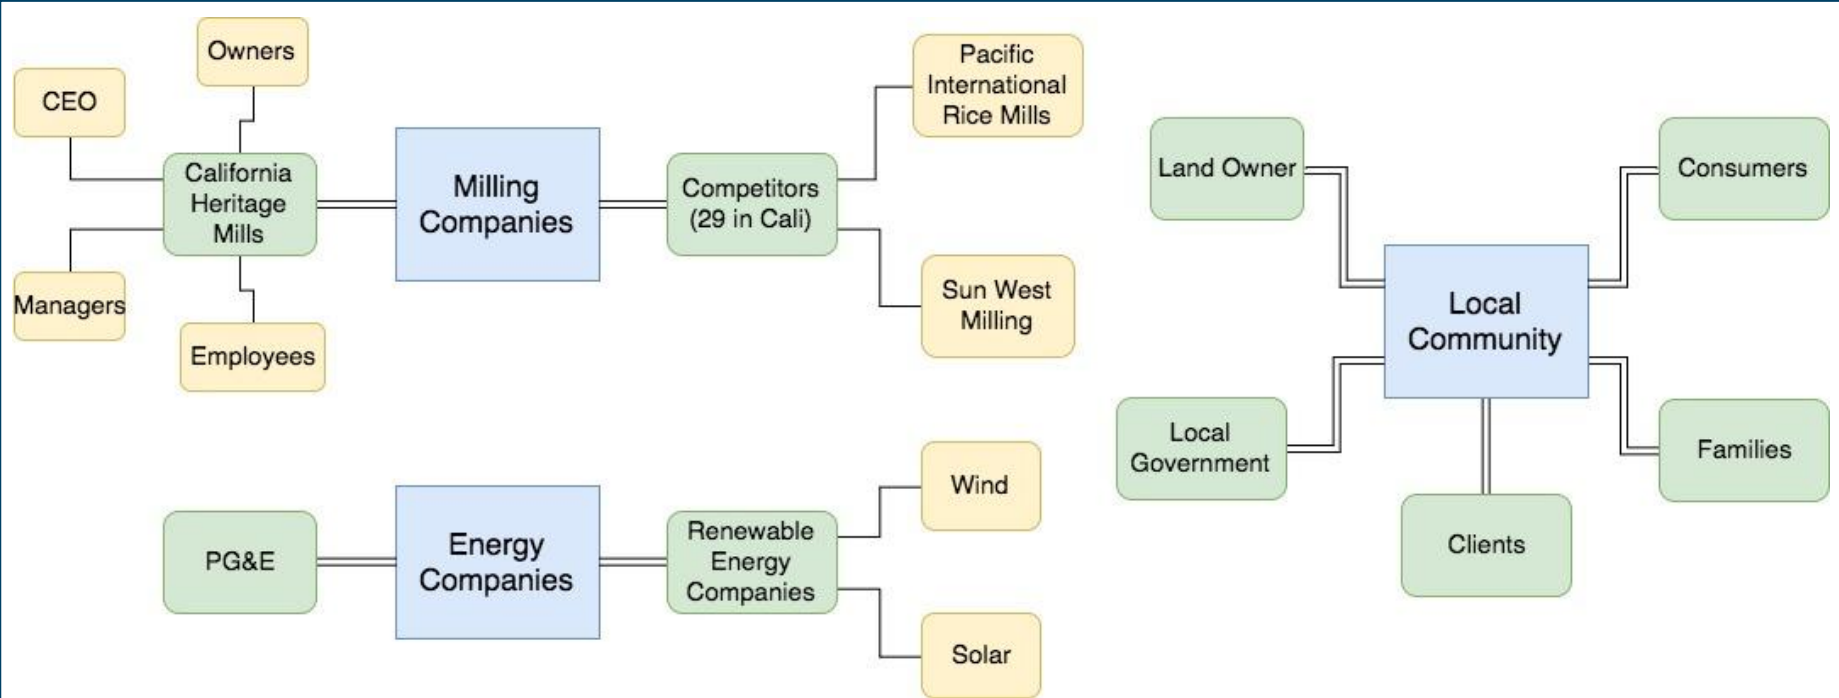 Owners
CEO
California
Heritage
Mills
Managers
Employees
Milling
Companies
Competitors
(29 in Cali)
Pacific
International
Rice Mills
Sun West
Milling
PG&E
Energy
Companies
Renewable
Energy
Companies
Wind
Solar
Land Owner
Consumers
Local
Community
Local
Government
Families
Clients